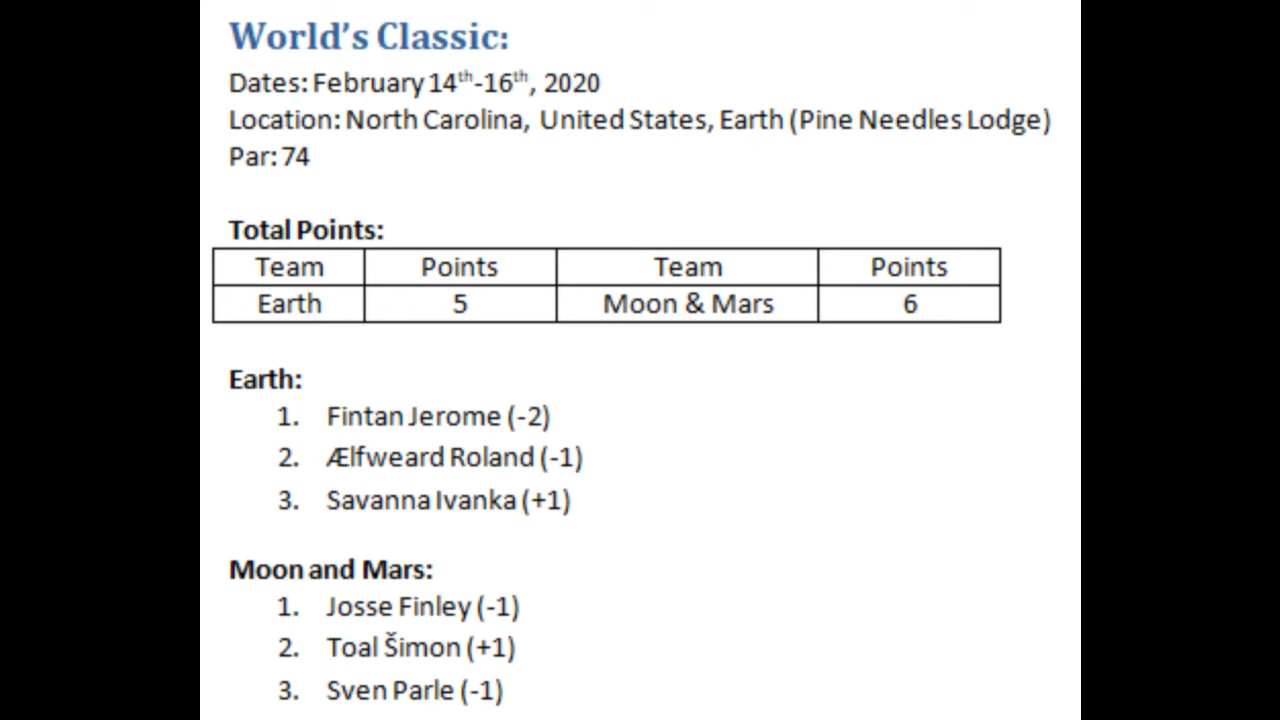 World's Classic:
Dates: February 14th-16th, 2020
Location: North Carolina, United States, Earth (Pine Needles Lodge)
Par: 74
Total Points:
Team Points Team Points
Earth 5 Moon & Mars 6
Earth:
1. Fintan Jerome (-2)
2. Ælfweard Roland (-1)
3. Savanna Ivanka (+1)
Moon and Mars:
1. Josse Finley (-1)
2. Toal Šimon (+1)
3. Sven Parle (-1)